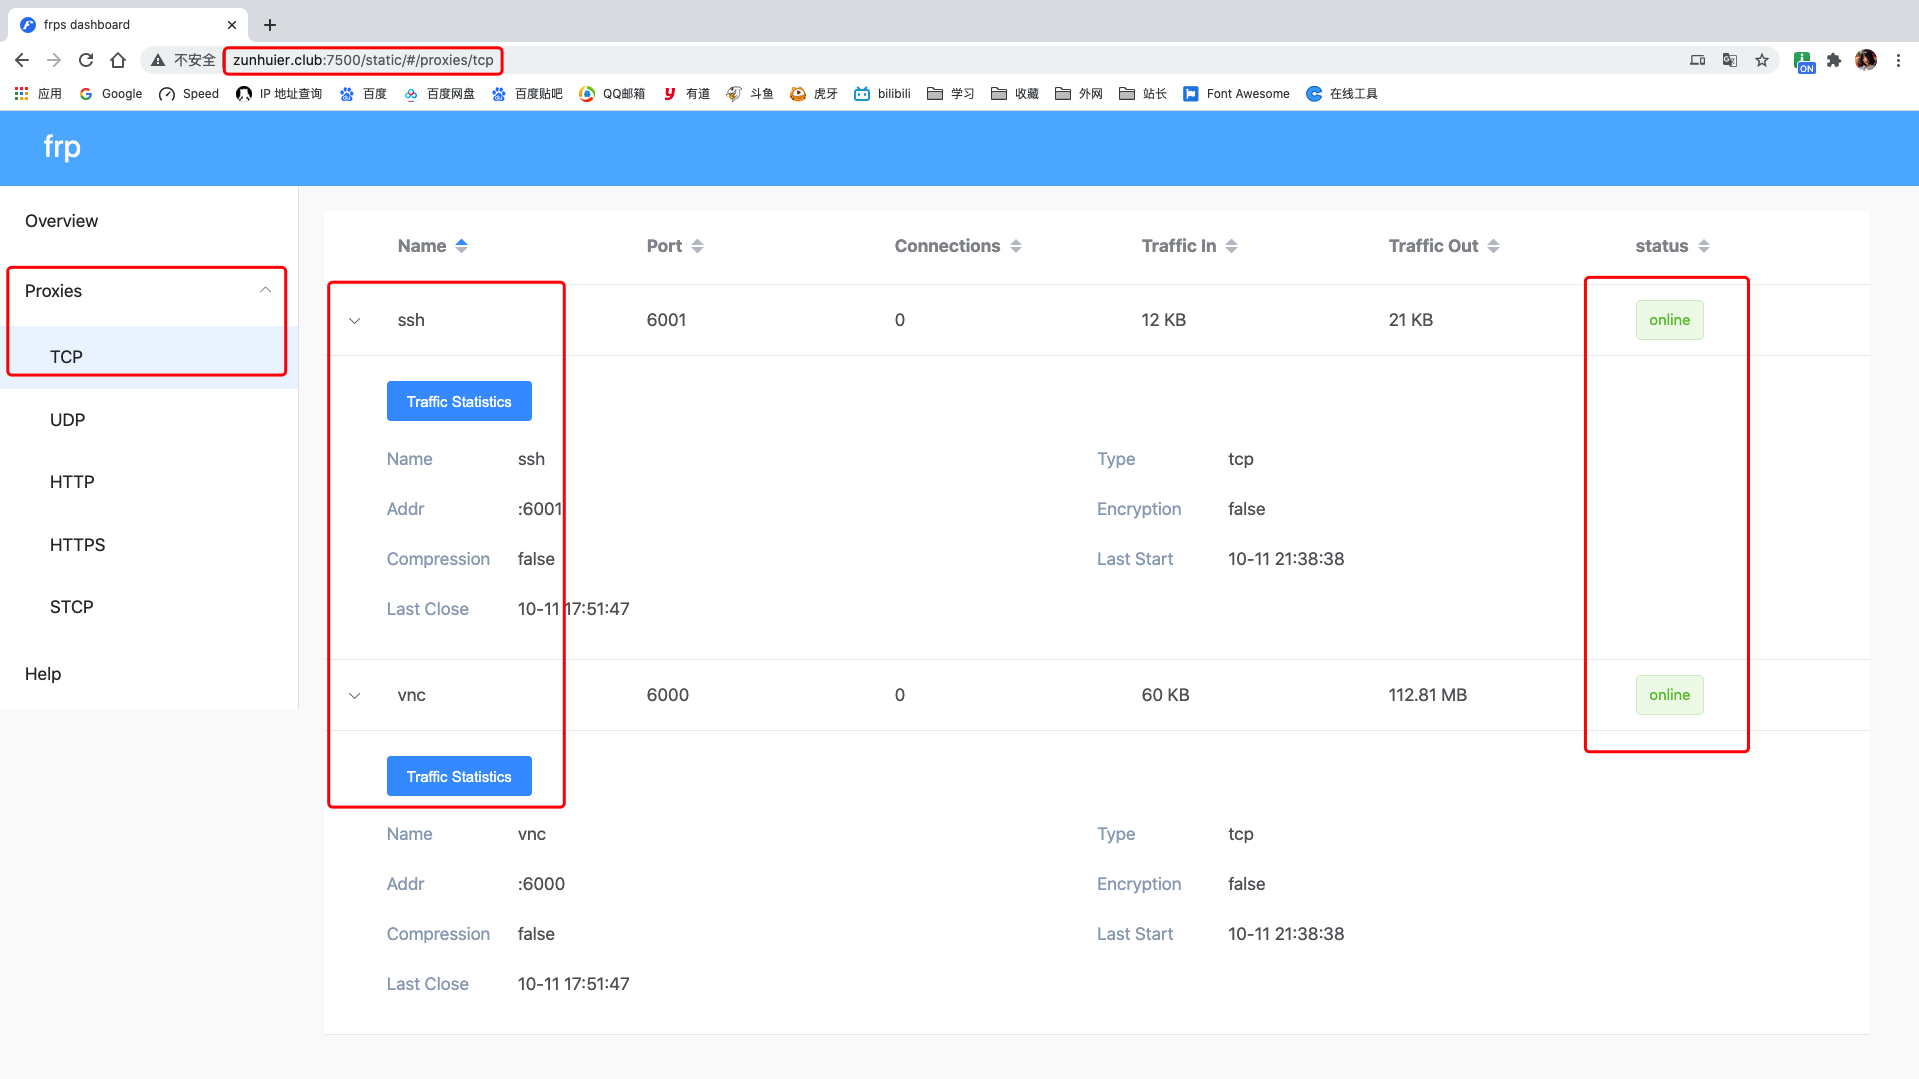 frps dashboard
不安全 zunhuier.club:7500/static/#/proxies/tcp
ON
应用 Google Speed IP 地址查询 百度 百度网盘 百度贴吧 QQ邮箱 有道 斗鱼 虎牙 bilibili 学习 收藏 外网 站长 Font Awesome 在线工具
frp
Overview
Proxies
TCP
UDP
HTTP
HTTPS
STCP
Help
Name Port Connections Traffic In Traffic Out status
ssh 6001 0 12 KB 21 KB online
Traffic Statistics
Name ssh Type tcp
Addr :6001 Encryption false
Compression false Last Start 10-11 21:38:38
Last Close 10-11 17:51:47
vnc 6000 0 60 KB 112.81 MB online
Traffic Statistics
Name vnc Type tcp
Addr :6000 Encryption false
Compression false Last Start 10-11 21:38:38
Last Close 10-11 17:51:47